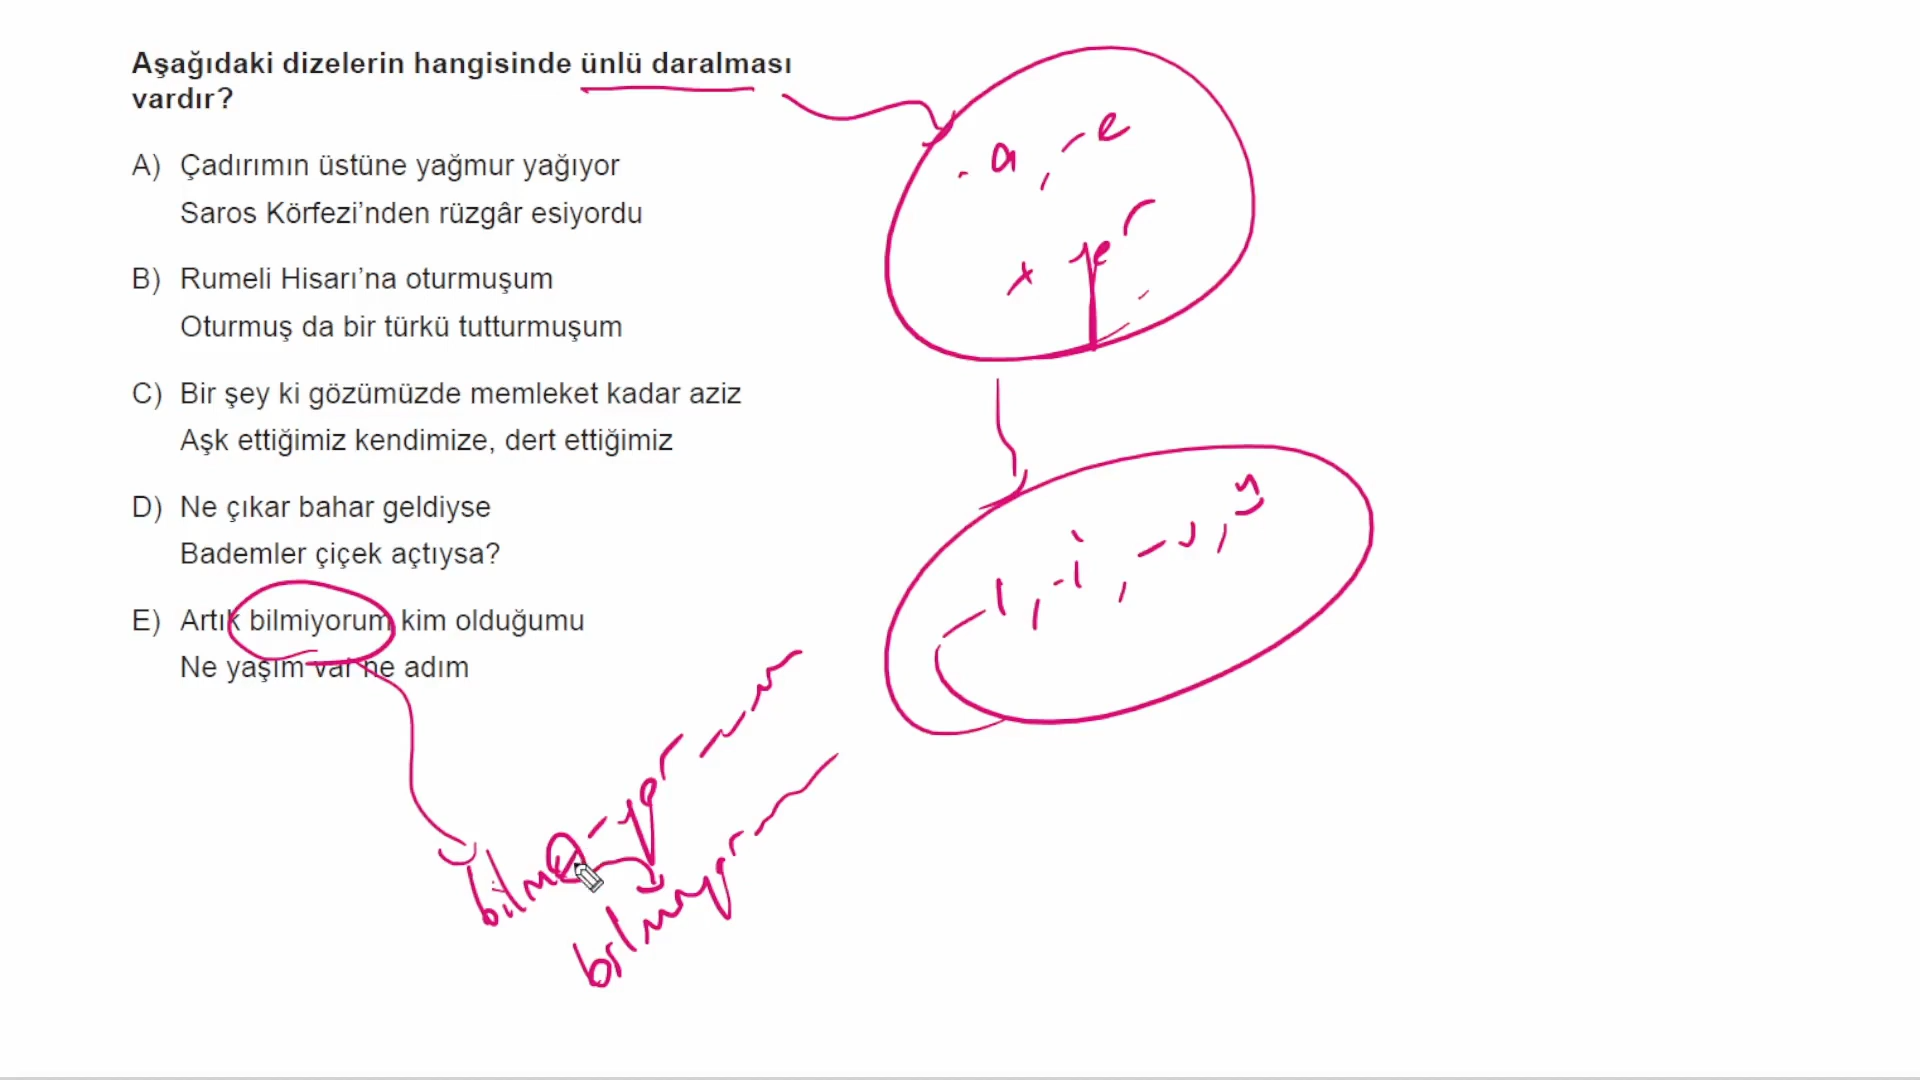 Aşağıdaki dizelerin hangisinde ünlü daralması
vardır?
A) Çadırımın üstüne yağmur yağıyor
Saros Körfezi’nden rüzgâr esiyordu
B) Rumeli Hisarı’na oturmuşum
Oturmuş da bir türkü tutturmuşum
C) Bir şey ki gözümüzde memleket kadar aziz
Aşk ettiğimiz kendimize, dert ettiğimiz
D) Ne çıkar bahar geldiyse
Bademler çiçek açtıysa?
E) Artık bilmiyorum kim olduğumu
Ne yaşım var ne adım
-a, -e
+ yor
-ı, -i, -u, ü
bilme-yor
bilmiyor